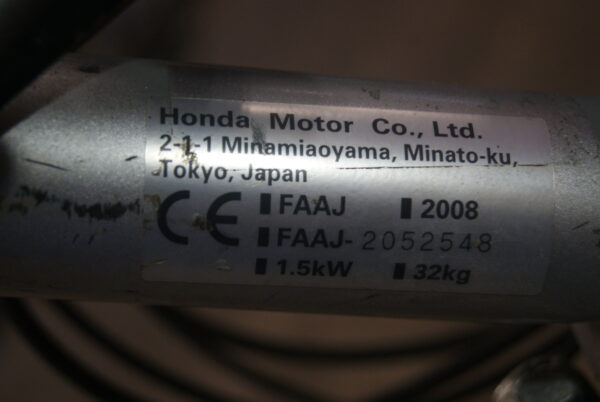 Honda Motor Co., Ltd.
2-1-1 Minamiaoyama, Minato-ku,
Tokyo, Japan
CE FAAJ 2008
FAAJ-2052548
1.5kW 32kg